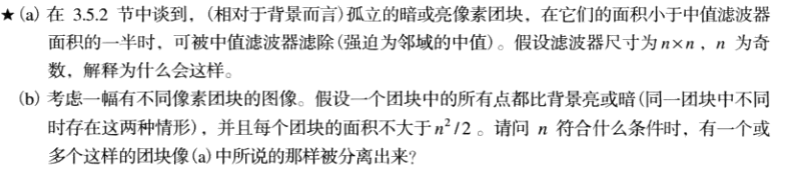 ★(a) 在 3.5.2 节中谈到，(相对于背景而言)孤立的暗或亮像素团块，在它们的面积小于中值滤波器
面积的一半时，可被中值滤波器滤除(强迫为邻域的中值)。假设滤波器尺寸为 n×n，n 为奇
数，解释为什么会这样。
(b) 考虑一幅有不同像素团块的图像。假设一个团块中的所有点都比背景亮或暗(同一团块中不同
时存在这两种情形)，并且每个团块的面积不大于 n²/2。请问 n 符合什么条件时，有一个或
多个这样的团块像(a)中所说的那样被分离出来?